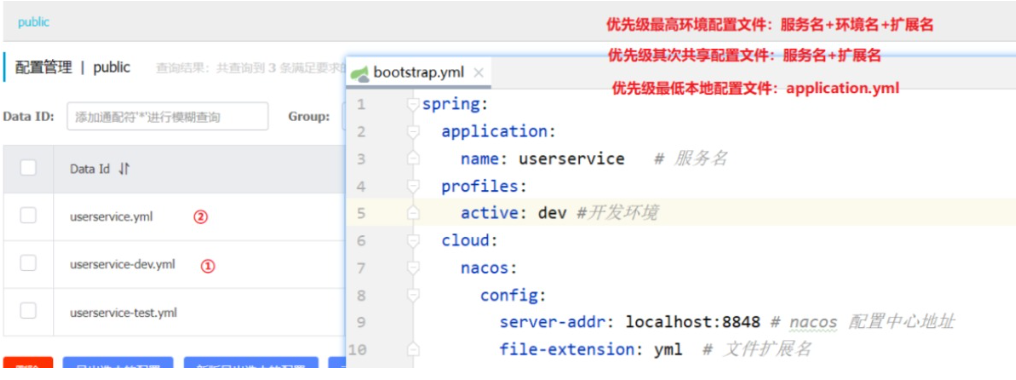 public
优先级最高环境配置文件：服务名+环境名+扩展名
优先级其次共享配置文件：服务名+扩展名
优先级最低本地配置文件：application.yml
配置管理 | public 查询结果：共查询到 3 条满足要求的
Data ID: 添加通配符'*'进行模糊查询 Group:
Data Id
userservice.yml ②
userservice-dev.yml ①
userservice-test.yml
bootstrap.yml
1 spring:
2 application:
3 name: userservice # 服务名
4 profiles:
5 active: dev #开发环境
6 cloud:
7 nacos:
8 config:
9 server-addr: localhost:8848 # nacos 配置中心地址
10 file-extension: yml # 文件扩展名